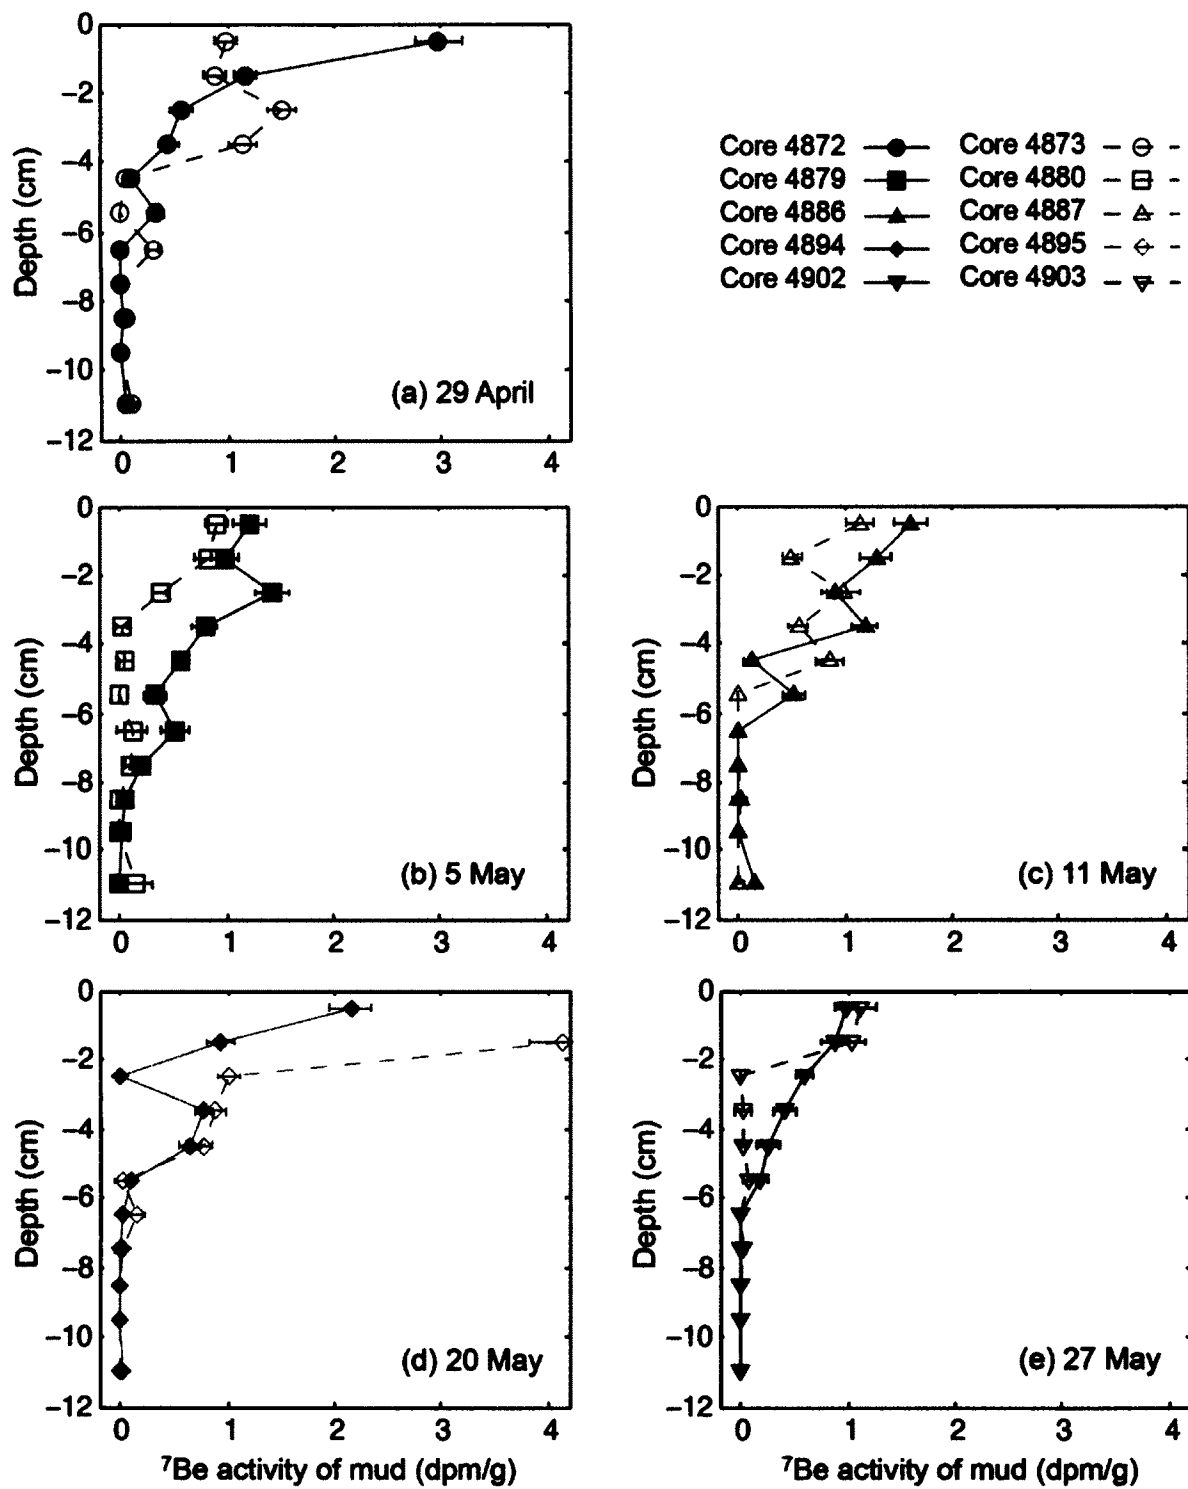 0
−2
−4
−6
−8
−10
−12
Depth (cm)
(a) 29 April
0 1 2 3 4
Core 4872 Core 4873
Core 4879 Core 4880
Core 4886 Core 4887
Core 4894 Core 4895
Core 4902 Core 4903
0
−2
−4
−6
−8
−10
−12
Depth (cm)
(b) 5 May
0 1 2 3 4
0
−2
−4
−6
−8
−10
−12
Depth (cm)
(c) 11 May
0 1 2 3 4
0
−2
−4
−6
−8
−10
−12
Depth (cm)
(d) 20 May
0 1 2 3 4
⁷Be activity of mud (dpm/g)
0
−2
−4
−6
−8
−10
−12
Depth (cm)
(e) 27 May
0 1 2 3 4
⁷Be activity of mud (dpm/g)